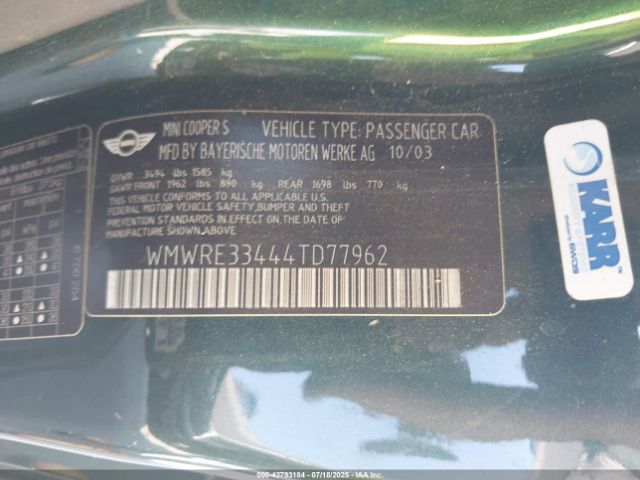 MINI COOPER S VEHICLE TYPE: PASSENGER CAR
MFD BY BAYERISCHE MOTOREN WERKE AG 10/03
GVWR 3494 lbs 1585 kg
GAWR FRONT 1962 lbs 890 kg REAR 1698 lbs 770 kg
THIS VEHICLE CONFORMS TO ALL APPLICABLE U.S.
FEDERAL MOTOR VEHICLE SAFETY, BUMPER AND THEFT
PREVENTION STANDARDS IN EFFECT ON THE DATE OF
MANUFACTURE SHOWN ABOVE
WMWRE33444TD77962
KARR
000-42793184 | 07/18/2025 | IAAI.COM